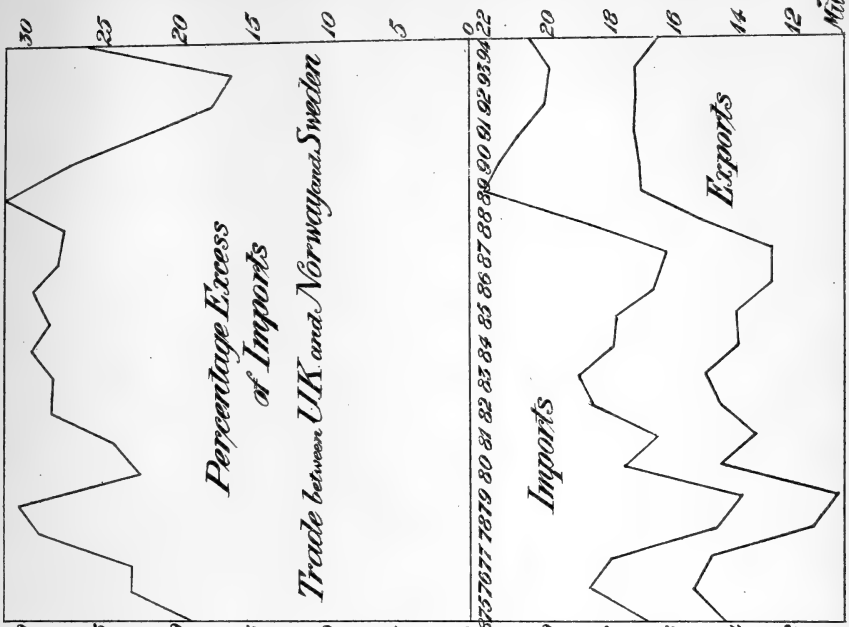 Percentage Excess
of Imports
Trade between U.K. and Norway and Sweden
30
25
20
15
10
5
0
22
20
18
16
14
12
875 76 77 78 79 80 81 82 83 84 85 86 87 88 89 90 91 92 93 94
Imports
Exports